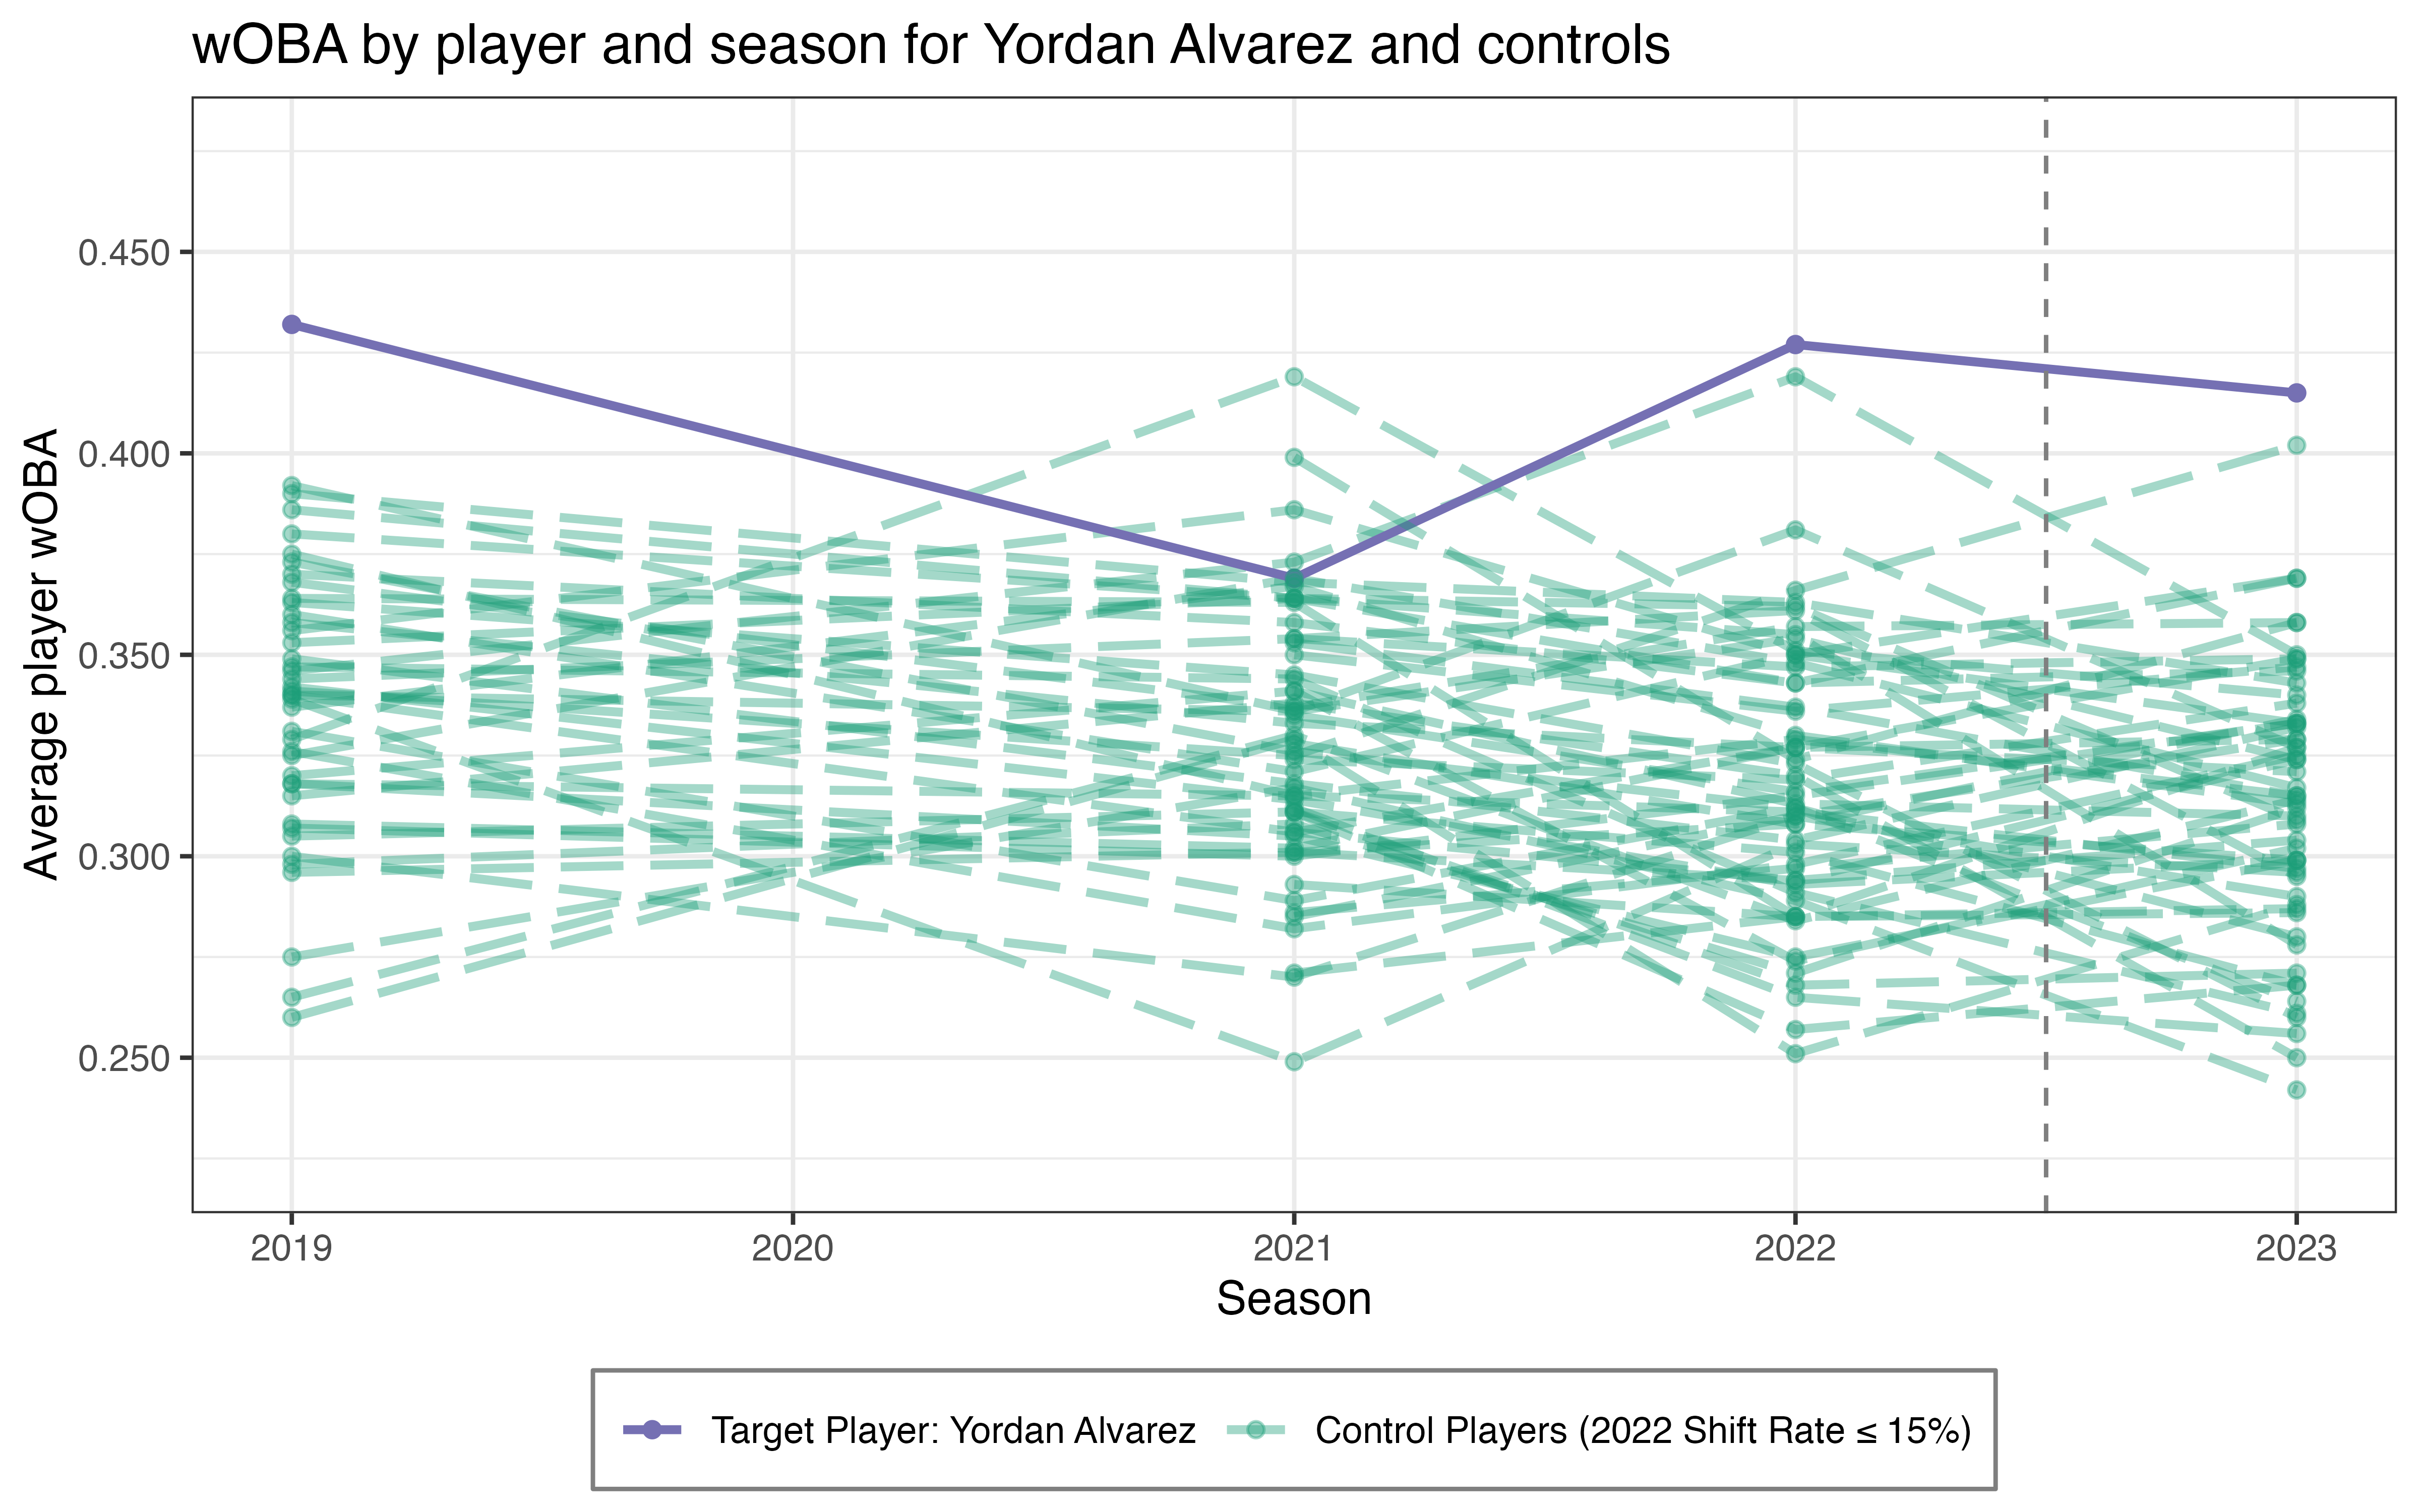 wOBA by player and season for Yordan Alvarez and controls
Average player wOBA
0.450
0.400
0.350
0.300
0.250
2019 2020 2021 2022 2023
Season
Target Player: Yordan Alvarez Control Players (2022 Shift Rate ≤ 15%)